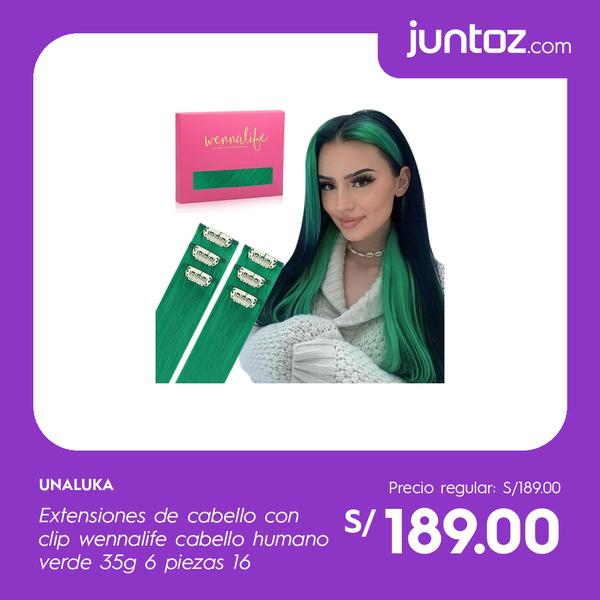 juntoz.com
wennalife
UNALUKA
Extensiones de cabello con
clip wennalife cabello humano
verde 35g 6 piezas 16
Precio regular: S/189.00
S/ 189.00